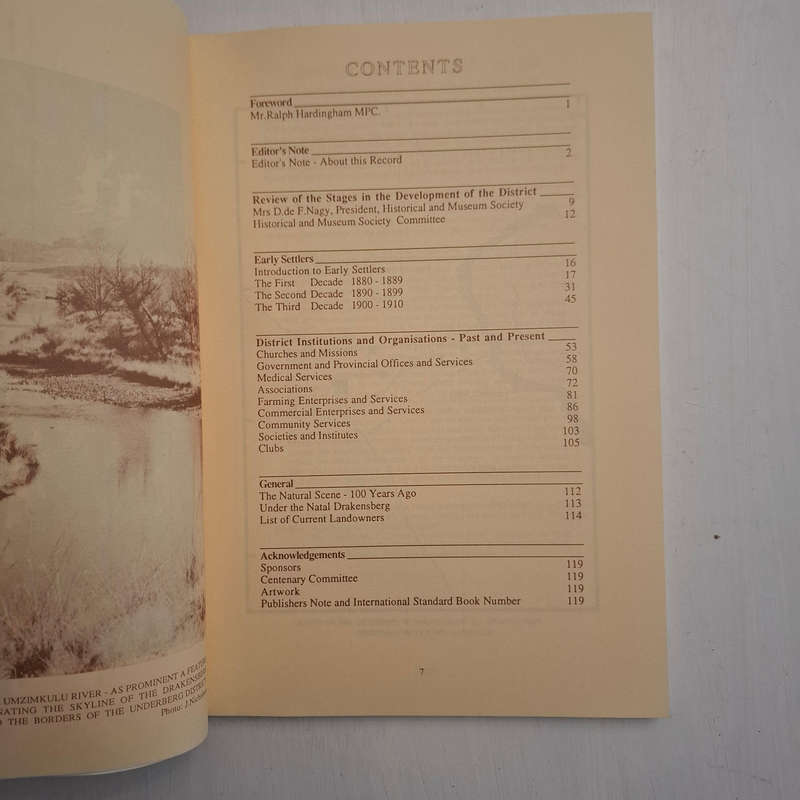 UMZIMKULU RIVER - AS PROMINENT A FEATURE
THE SKYLINE OF THE DRAKENSBERG
THE BORDERS OF THE UNDERBERG DISTRICT
Photo: J.
CONTENTS
Foreword 1
Mr.Ralph Hardingham MPC.
Editor's Note 2
Editor's Note - About this Record
Review of the Stages in the Development of the District
Mrs D.de F.Nagy, President, Historical and Museum Society 9
Historical and Museum Society Committee 12
Early Settlers
Introduction to Early Settlers 16
The First Decade 1880 - 1889 17
The Second Decade 1890 - 1899 31
The Third Decade 1900 - 1910 45
District Institutions and Organisations - Past and Present
Churches and Missions 53
Government and Provincial Offices and Services 58
Medical Services 70
Associations 72
Farming Enterprises and Services 81
Commercial Enterprises and Services 86
Community Services 98
Societies and Institutes 103
Clubs 105
General
The Natural Scene - 100 Years Ago 112
Under the Natal Drakensberg 113
List of Current Landowners 114
Acknowledgements
Sponsors 119
Centenary Committee 119
Artwork 119
Publishers Note and International Standard Book Number 119
7